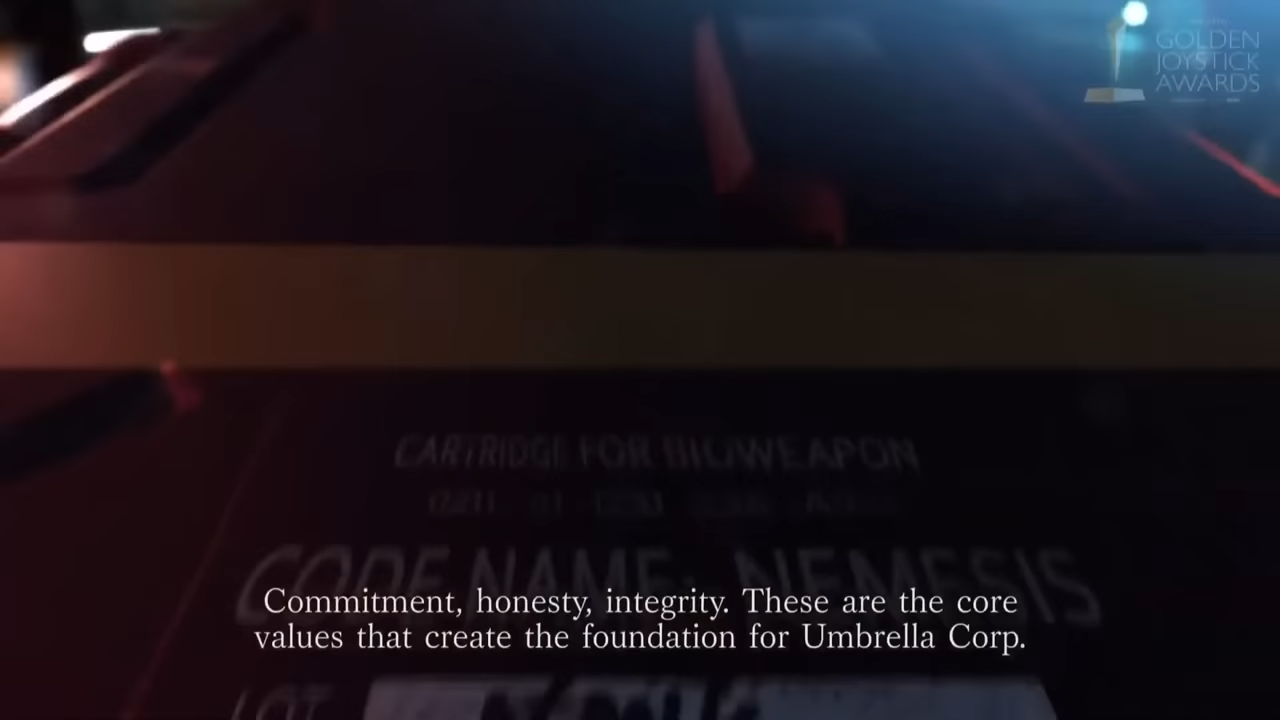 GOLDEN
JOYSTICK
AWARDS
CARTRIDGE FOR BIOWEAPON
CODE NAME: NEMESIS
Commitment, honesty, integrity. These are the core
values that create the foundation for Umbrella Corp.
LOT